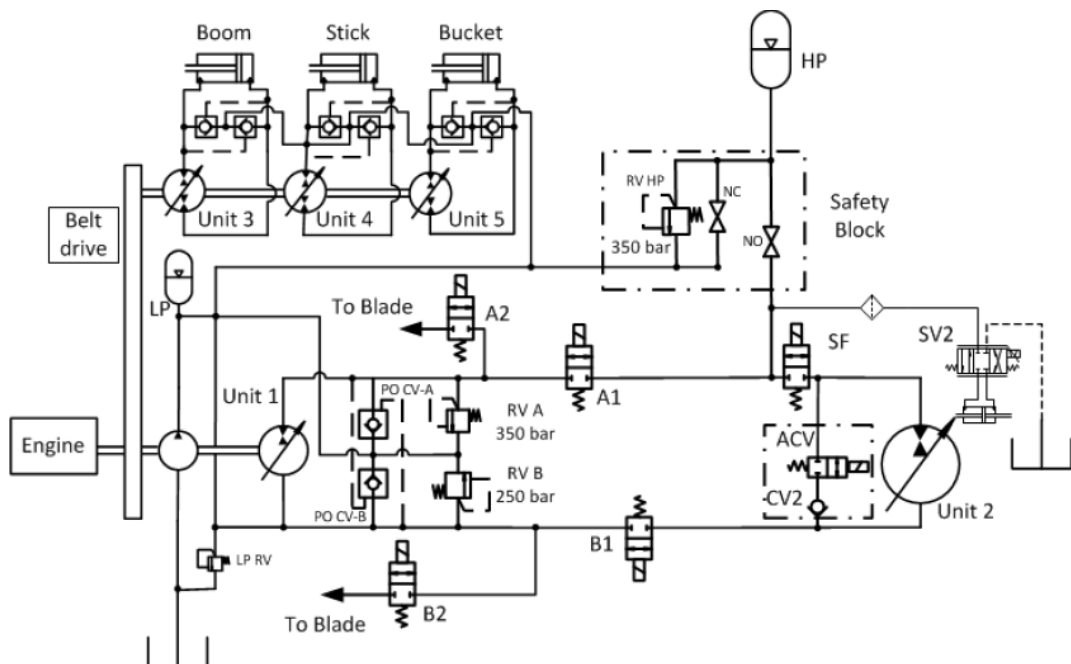 Boom
Stick
Bucket
HP
RV HP
NC
Safety
Block
350 bar
NO
Unit 3
Unit 4
Unit 5
Belt
drive
LP
To Blade
A2
SF
SV2
Unit 1
PO CV-A
A1
RV A
350 bar
Engine
ACV
RV B
250 bar
CV2
PO CV-B
Unit 2
B1
LP RV
To Blade
B2